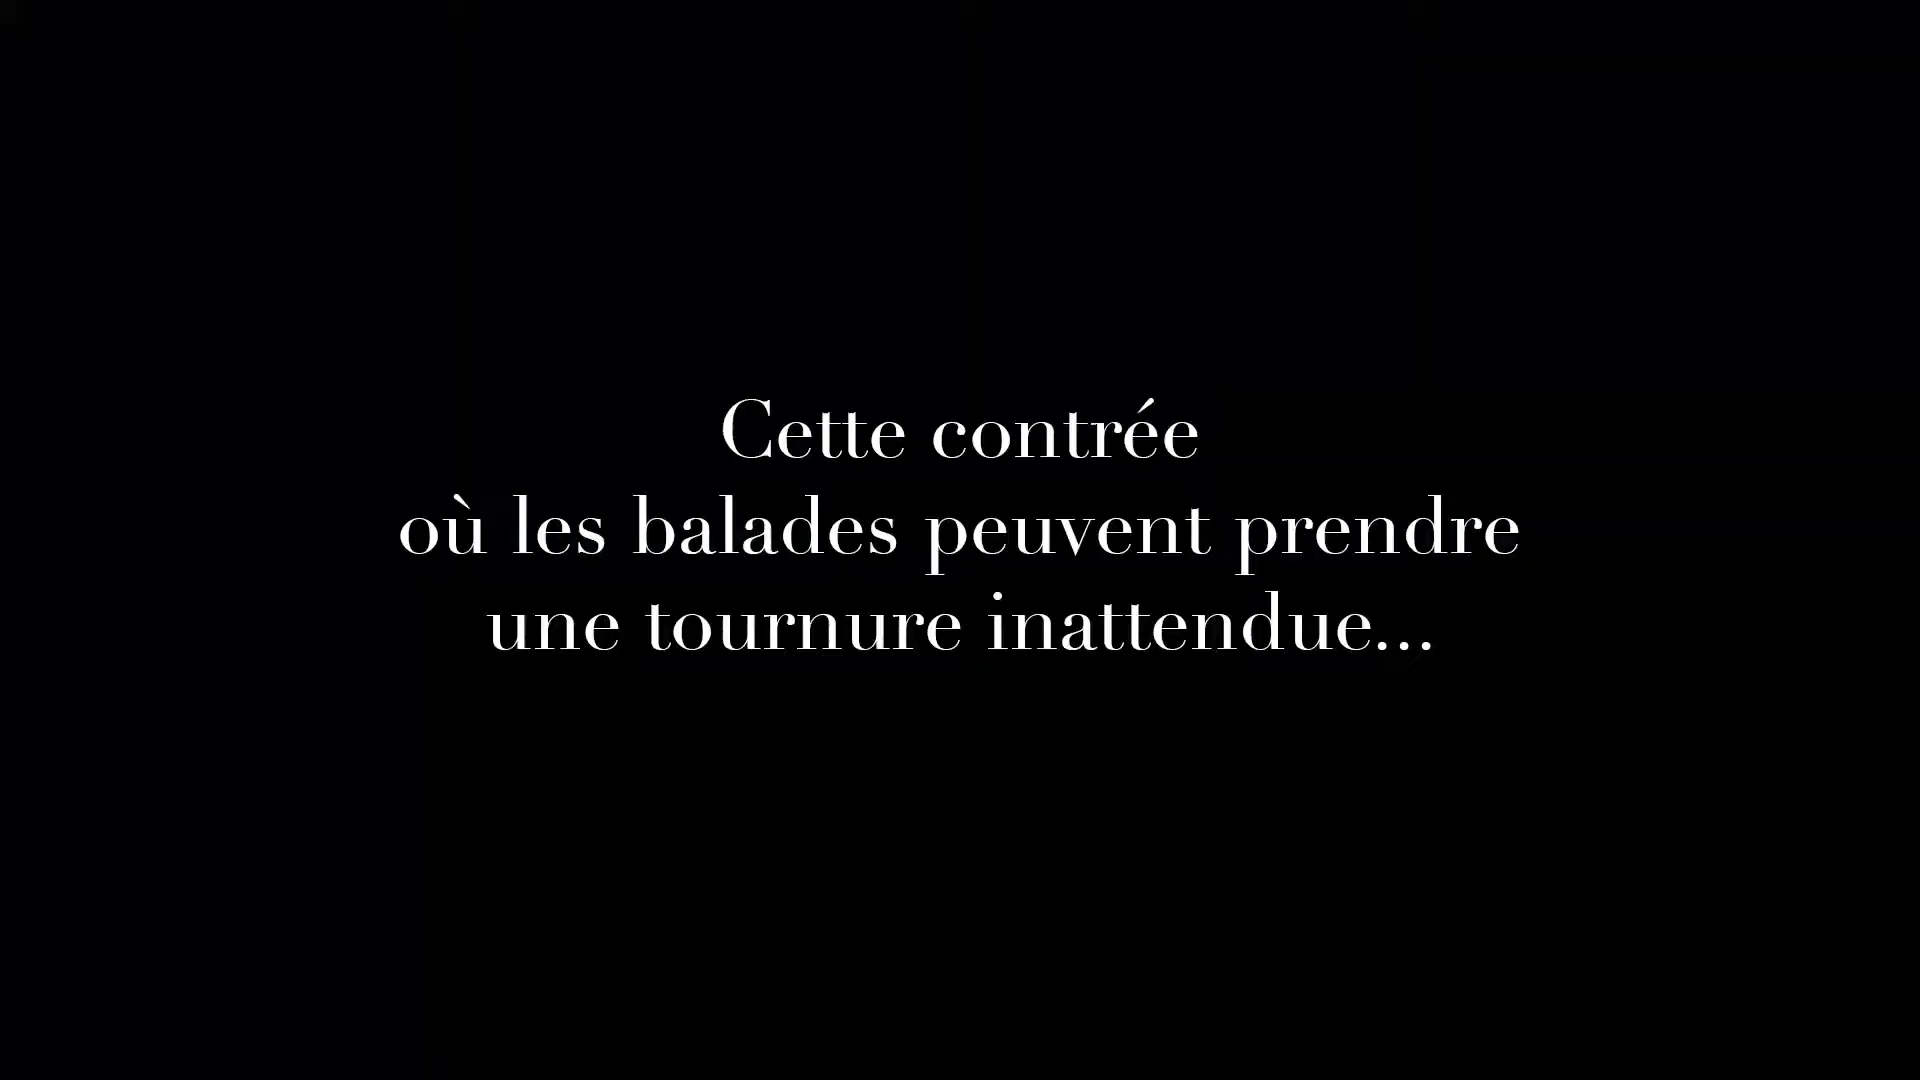 Cette contrée
où les balades peuvent prendre
une tournure inattendue...